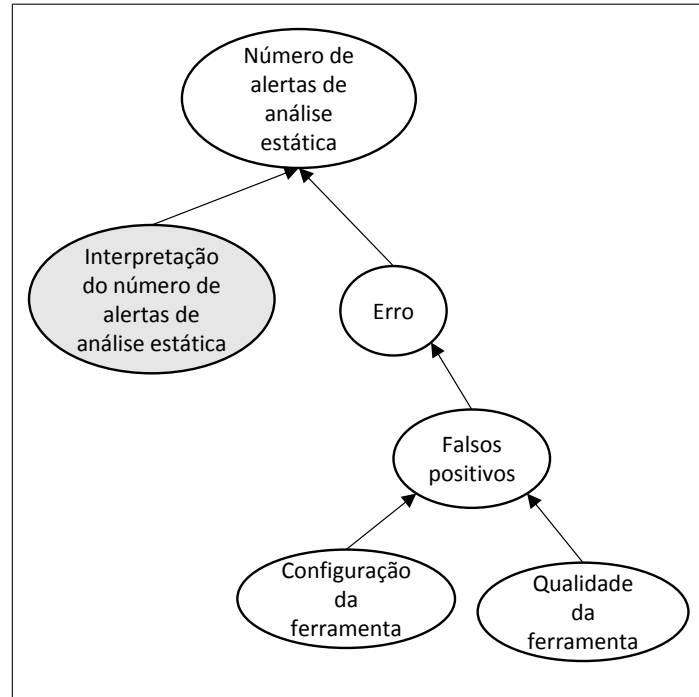 Número de
alertas de
análise
estática
Interpretação
do número de
alertas de
análise estática
Erro
Falsos
positivos
Configuração
da
ferramenta
Qualidade
da
ferramenta